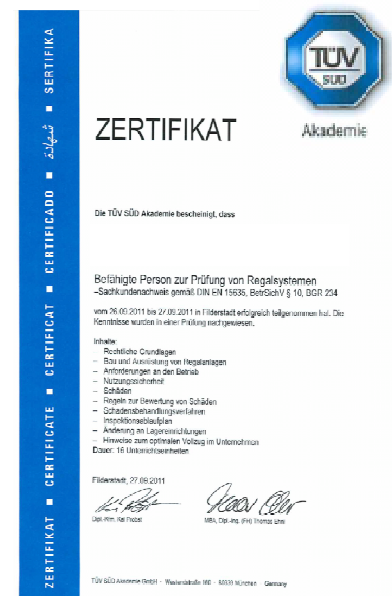 TÜV
SÜD
Akademie
ZERTIFIKAT ■ CERTIFICATE ■ CERTIFICAT ■ CERTIFICADO ■ شهادة ■ SERTIFIKA
ZERTIFIKAT
Die TÜV SÜD Akademie bescheinigt, dass
Befähigte Person zur Prüfung von Regalsystemen
–Sachkundenachweis gemäß DIN EN 15635, BetrSichV § 10, BGR 234
vom 26.09.2011 bis 27.09.2011 in Filderstadt erfolgreich teilgenommen hat. Die
Kenntnisse wurden in einer Prüfung nachgewiesen.
Inhalte:
– Rechtliche Grundlagen
– Bau und Ausrüstung von Regalanlagen
– Anforderungen an den Betrieb
– Nutzungssicherheit
– Schäden
– Regeln zur Bewertung von Schäden
– Schadensbehandlungsverfahren
– Inspektionsablaufplan
– Änderung an Lagereinrichtungen
– Hinweise zum optimalen Vollzug im Unternehmen
Dauer: 16 Unterrichtseinheiten
Filderstadt, 27.09.2011
Dipl.-Kfm. Kai Probst
MBA, Dipl.-Ing. (FH) Thomas
TÜV SÜD Akademie GmbH · Westendstraße 160 · 80339 München · Germany